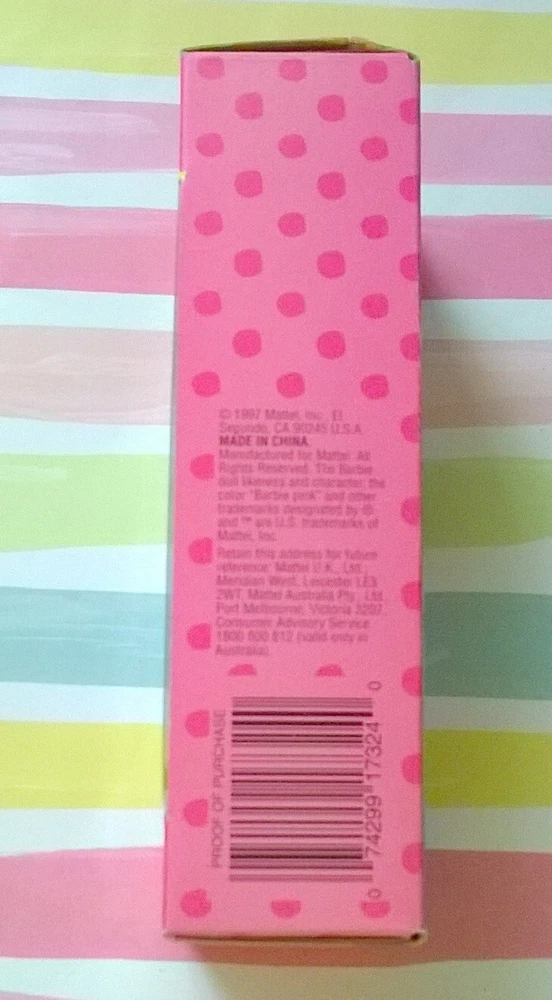 © 1997 Mattel, Inc., El
Segundo, CA 90245 U.S.A.
MADE IN CHINA.
Manufactured for Mattel. All
Rights Reserved. The Barbie
doll likeness and character, the
color "Barbie pink" and other
trademarks designated by ®
and ™ are U.S. trademarks of
Mattel, Inc.
Retain this address for future
reference: Mattel U.K., Ltd.,
Meridian West, Leicester LE3
2WT. Mattel Australia Pty., Ltd.
Port Melbourne, Victoria 3207.
Consumer Advisory Service
1800 800 812 (valid only in
Australia).
PROOF OF PURCHASE
0 74299 17324 0